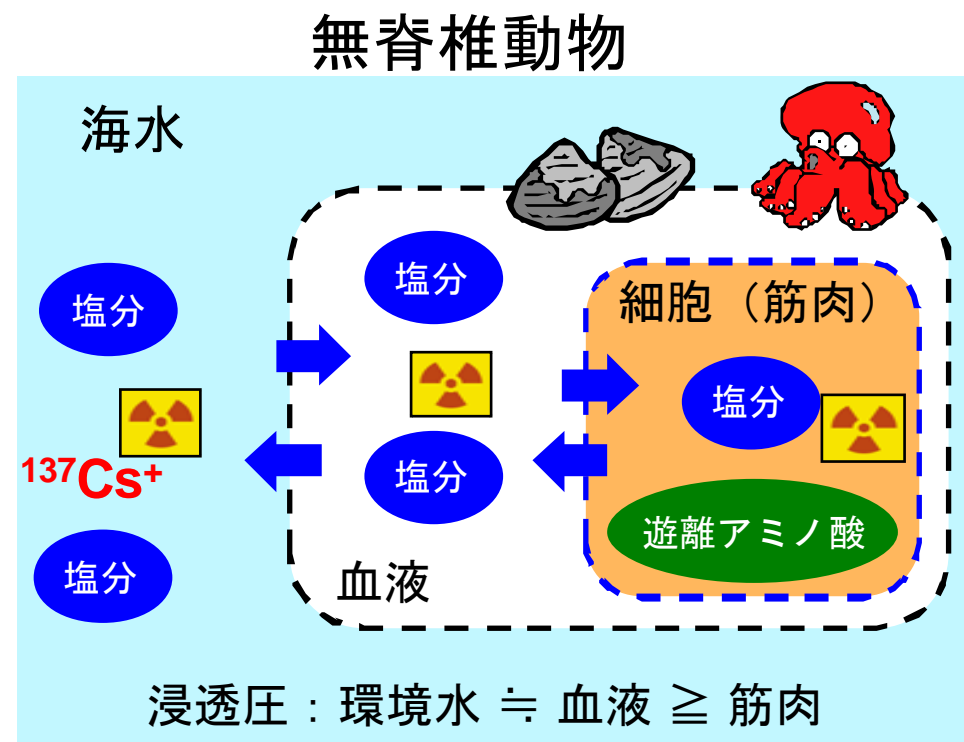 無脊椎動物
海水
塩分
137Cs+
塩分
塩分
塩分
血液
細胞（筋肉）
塩分
遊離アミノ酸
浸透圧：環境水 ≒ 血液 ≧ 筋肉